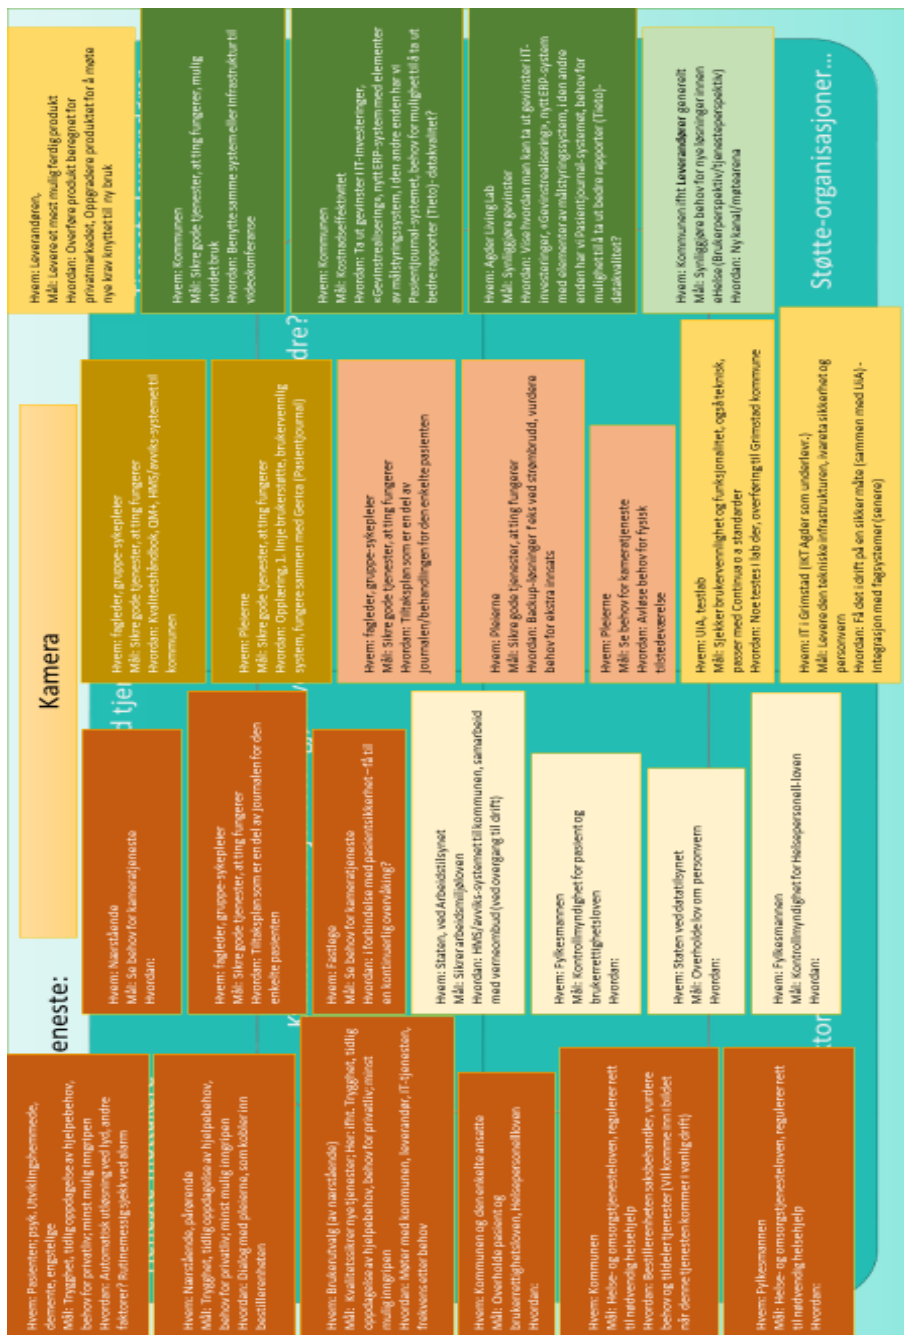 eneste:
Kamera
Hvem: Pasienten; psyk. Utviklingshemmede,
demente, engstelige
Mål: Trygghet, tidlig oppdagelse av hjelpebehov,
behov for privatliv; minst mulig inngripen
Hvordan: Automatisk utløsning ved lyd, andre
faktorer? Rutinemessig sjekk ved alarm
Hvem: Nærstående, pårørende
Mål: Trygghet, tidlig oppdagelse av hjelpebehov,
behov for privatliv; minst mulig inngripen
Hvordan: Dialog med pleierne, som kobler inn
bestillerenheten
Hvem: Brukerutvalg (av nærstående)
Mål: Kvalitetssikrer nye tjenester; Her: ifht. Trygghet, tidlig
oppdagelse av hjelpebehov, behov for privatliv; minst
mulig inngripen
Hvordan: Møter med kommunen, leverandør, IT-tjenesten,
frekvens etter behov
Hvem: Kommunen og den enkelte ansatte
Mål: Overholde pasient og
brukerrettighetsloven, Helsepersonelloven
Hvordan:
Hvem: Kommunen
Mål: Helse- og omsorgstjenesteloven, regulerer rett
til nødvendig helsehjelp
Hvordan: Bestillerenheten saksbehandler, vurdere
behov og tildeler tjenester (Vil komme inn i bildet
når denne tjenesten kommer i vanlig drift)
Hvem: Fylkesmannen
Mål: Helse- og omsorgstjenesteloven, regulerer rett
til nødvendig helsehjelp
Hvordan:
Hvem: Nærstående
Mål: Se behov for kameratjeneste
Hvordan:
Hvem: fagleder, gruppe-sykepleier
Mål: Sikre gode tjenester, at ting fungerer
Hvordan: Tiltaksplan som er en del av journalen for den
enkelte pasienten
Hvem: Fastlege
Mål: Se behov for kameratjeneste
Hvordan: i forbindelse med pasientsikkerhet – få til
en kontinuerlig overvåking?
Hvem: Staten, ved Arbeidstilsynet
Mål: Sikrer arbeidsmiljøloven
Hvordan: HMS/avviks-systemet til kommunen, samarbeid
med verneombud (ved overgang til drift)
Hvem: Fylkesmannen
Mål: Kontrollmyndighet for pasient og
brukerrettighetsloven
Hvordan:
Hvem: Staten ved datatilsynet
Mål: Overholde lov om personvern
Hvordan:
Hvem: Fylkesmannen
Mål: Kontrollmyndighet for Helsepersonell-loven
Hvordan:
Hvem: fagleder, gruppe-sykepleier
Mål: Sikre gode tjenester, at ting fungerer
Hvordan: Kvalitetshåndbok, QM+, HMS/avviks-systemet til
kommunen
Hvem: Pleierne
Mål: Sikre gode tjenester, at ting fungerer
Hvordan: Opplæring, 1. linje brukerstøtte, brukervennlig
system, fungere sammen med Gerica (Pasientjournal)
Hvem: fagleder, gruppe-sykepleier
Mål: Sikre gode tjenester, at ting fungerer
Hvordan: Tiltaksplan som er en del av
journalen/behandlingen for den enkelte pasienten
Hvem: Pleierne
Mål: Sikre gode tjenester, at ting fungerer
Hvordan: Backup-løsninger f eks ved strømbrudd, vurdere
behov for ekstra innsats
Hvem: Pleierne
Mål: Se behov for kameratjeneste
Hvordan: Avløse behov for fysisk
tilstedeværelse
Hvem: UiA, testlab
Mål: Sjekker brukervennlighet og funksjonalitet, også teknisk,
passer med Continua o a standarder
Hvordan: Noe testes i lab der, overføring til Grimstad kommune
Hvem: IT i Grimstad (IKT Agder som underlevr.)
Mål: Levere den tekniske infrastrukturen, ivareta sikkerhet og
personvern
Hvordan: Få det i drift på en sikker måte (sammen med UiA)-
Integrasjon med fagsystemer (senere)
Hvem: Leverandøren,
Mål: Levere et mest mulig ferdig produkt
Hvordan: Overføre produkt beregnet for
privatmarkedet, Oppgradere produktet for å møte
nye krav knyttet til ny bruk
Hvem: Kommunen
Mål: Sikre gode tjenester, at ting fungerer, mulig
utvidet bruk
Hvordan: Benytte samme system eller infrastruktur til
videokonferanse
Hvem: Kommunen
Mål: Kostnadseffektivitet
Hvordan: Ta ut gevinster i IT-investeringer,
«Gevinstrealisering», nytt ERP-system med elementer
av målstyringssystem, i den andre enden har vi
Pasientjournal-systemet, behov for mulighet til å ta ut
bedre rapporter (Tieto)- datakvalitet?
Hvem: Agder Living Lab
Mål: Synliggjøre gevinster
Hvordan: Vise hvordan man kan ta ut gevinster i IT-
investeringer, «Gevinstrealisering», nytt ERP-system
med elementer av målstyringssystem, i den andre
enden har vi Pasientjournal-systemet, behov for
mulighet til å ta ut bedre rapporter (Tieto)-
datakvalitet?
Hvem: Kommunen ifht Leverandører generelt
Mål: Synliggjøre behov for nye løsninger innen
eHelse (Brukerperspektiv/tjenesteperspektiv)
Hvordan: Ny kanal/møtearena
Støtte-organisasjoner...
d tje
dre?
tor